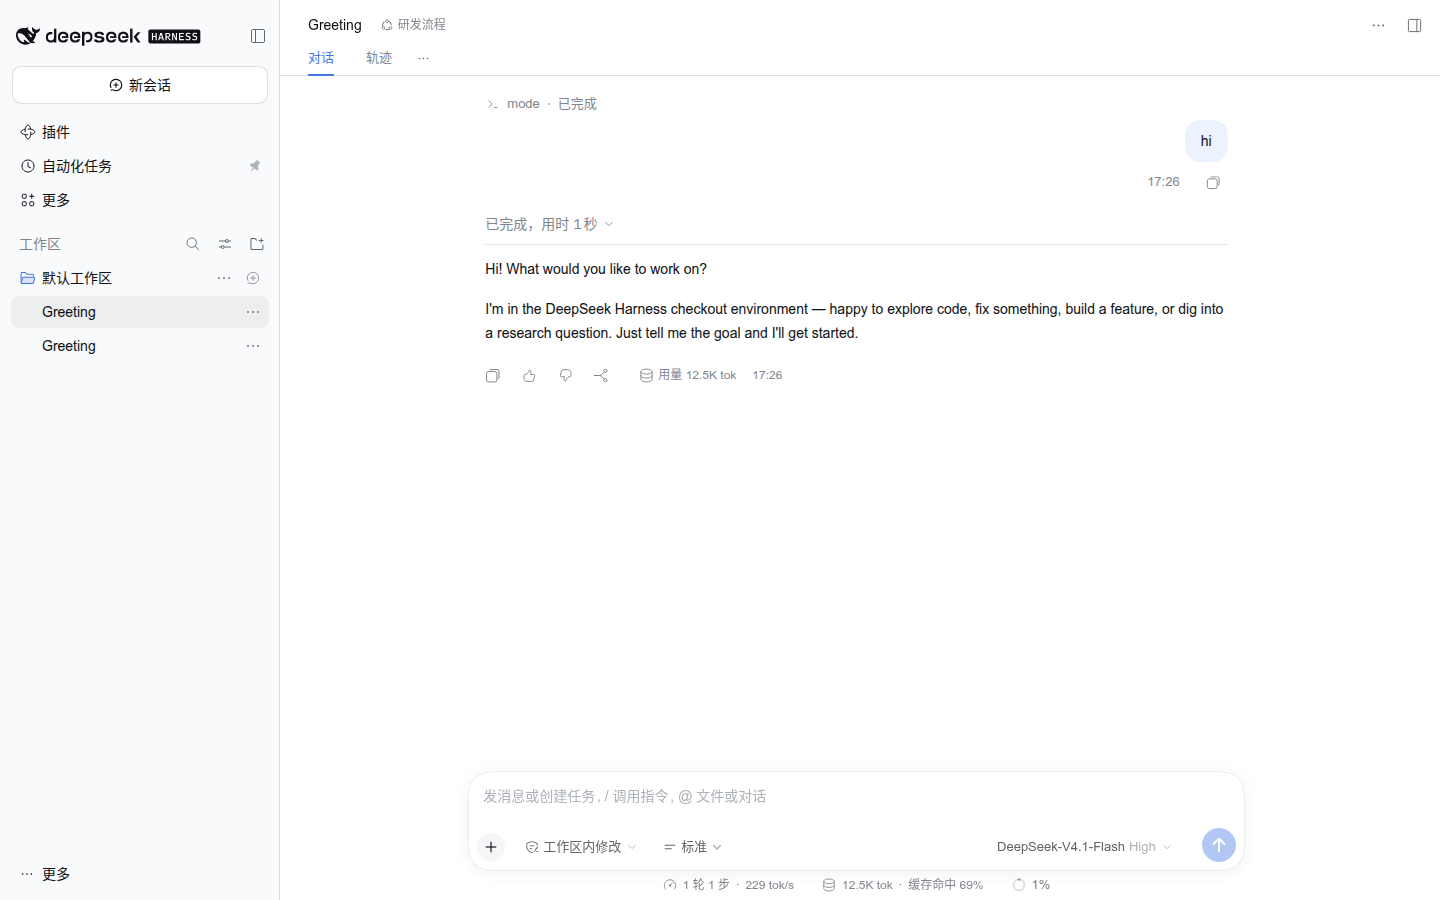 deepseek HARNESS
新会话
插件
自动化任务
更多
工作区
默认工作区
Greeting
Greeting
更多
Greeting 研发流程
对话 轨迹
mode · 已完成
hi
17:26
已完成，用时 1 秒
Hi! What would you like to work on?
I'm in the DeepSeek Harness checkout environment — happy to explore code, fix something, build a feature, or dig into
a research question. Just tell me the goal and I'll get started.
用量 12.5K tok 17:26
发消息或创建任务, / 调用指令, @ 文件或对话
工作区内修改 标准 DeepSeek-V4.1-Flash High
1 轮 1 步 · 229 tok/s 12.5K tok · 缓存命中 69% 1%